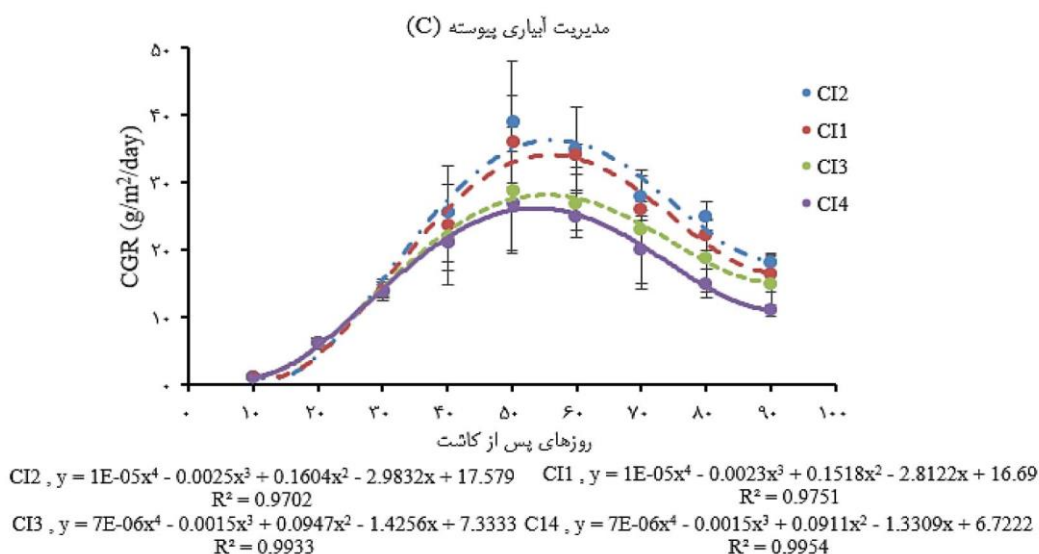 مدیریت آبیاری پیوسته (C)
۵۰
۴۰
۳۰
۲۰
۱۰
۰
CGR (g/m²/day)
CI2
CI1
CI3
CI4
۰ ۱۰ ۲۰ ۳۰ ۴۰ ۵۰ ۶۰ ۷۰ ۸۰ ۹۰ ۱۰۰
روزهای پس از کاشت
CI2 , y = 1E-05x⁴ - 0.0025x³ + 0.1604x² - 2.9832x + 17.579 CI1 , y = 1E-05x⁴ - 0.0023x³ + 0.1518x² - 2.8122x + 16.69
R² = 0.9702 R² = 0.9751
CI3 , y = 7E-06x⁴ - 0.0015x³ + 0.0947x² - 1.4256x + 7.3333 C14 , y = 7E-06x⁴ - 0.0015x³ + 0.0911x² - 1.3309x + 6.7222
R² = 0.9933 R² = 0.9954